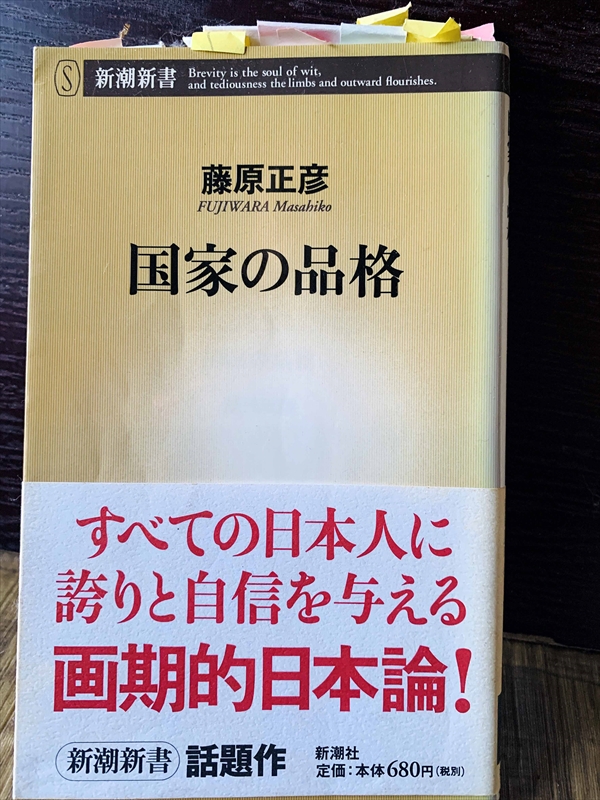 S
新潮新書
Brevity is the soul of wit,
and tediousness the limbs and outward flourishes.
藤原正彦
FUJIWARA Masahiko
国家の品格
すべての日本人に
誇りと自信を与える
画期的日本論!
新潮新書 話題作
新潮社
定価:本体680円(税別)